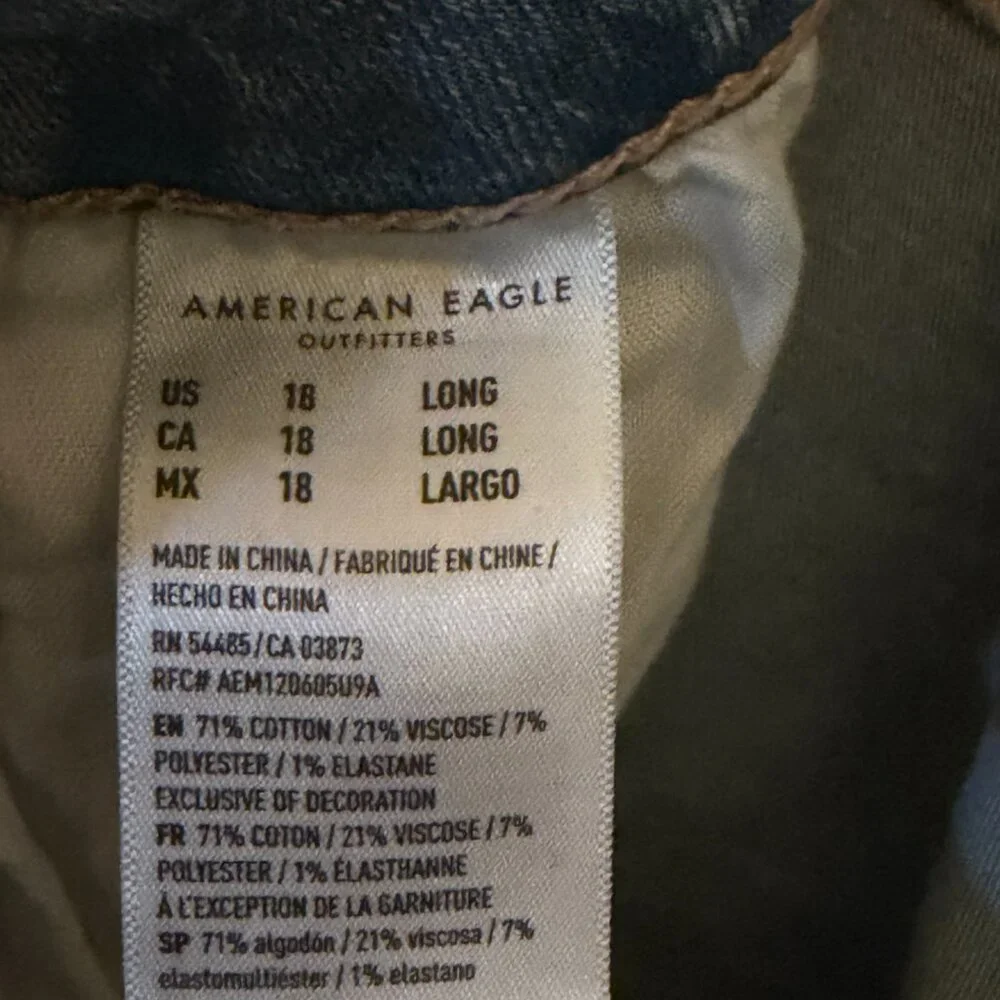 AMERICAN EAGLE
OUTFITTERS
US 18 LONG
CA 18 LONG
MX 18 LARGO
MADE IN CHINA / FABRIQUÉ EN CHINE /
HECHO EN CHINA
RN 54485 / CA 03873
RFC# AEM120605U9A
EN 71% COTTON / 21% VISCOSE / 7%
POLYESTER / 1% ELASTANE
EXCLUSIVE OF DECORATION
FR 71% COTON / 21% VISCOSE / 7%
POLYESTER / 1% ÉLASTHANNE
À L'EXCEPTION DE LA GARNITURE
SP 71% algodón / 21% viscosa / 7%
elastomultiéster / 1% elastano